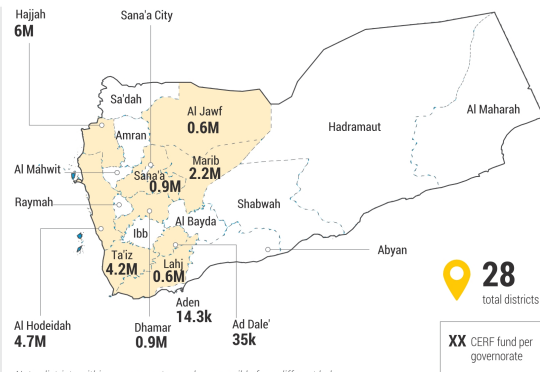 Hajjah
6M
Sana'a City
Sa'dah
Al Jawf
0.6M
Al Maharah
Hadramaut
Amran
Marib
2.2M
Al Mahwit
Sana'a
0.9M
Raymah
Shabwah
Al Bayda
Ibb
Abyan
Ta'iz
4.2M
Lahj
0.6M
28
total districts
Aden
14.3k
Al Hodeidah
4.7M
Dhamar
0.9M
Ad Dale'
35k
XX CERF fund per
governorate